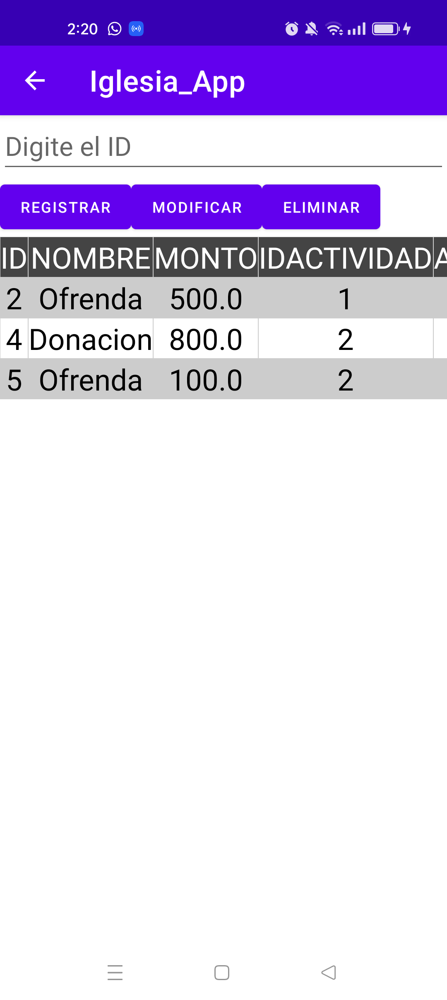 2:20
Iglesia_App
Digite el ID
REGISTRAR MODIFICAR ELIMINAR
ID NOMBRE MONTO IDACTIVIDAD A
2 Ofrenda 500.0 1
4 Donacion 800.0 2
5 Ofrenda 100.0 2